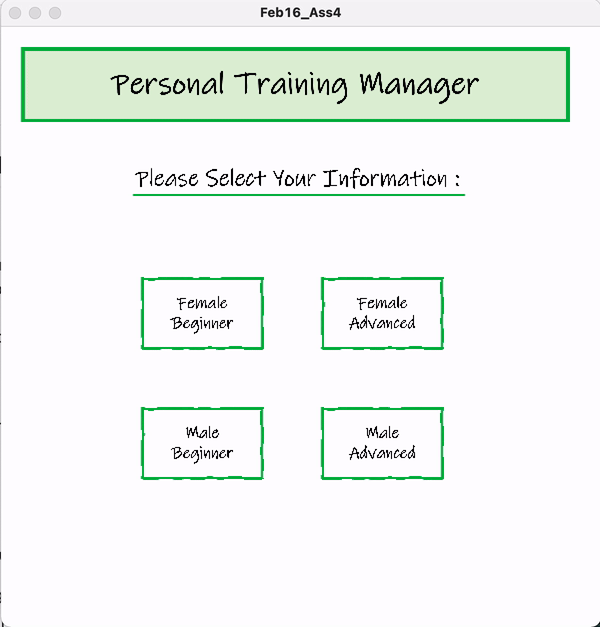 Feb16_Ass4
Personal Training Manager
Please Select Your Information :
Female
Beginner
Female
Advanced
Male
Beginner
Male
Advanced